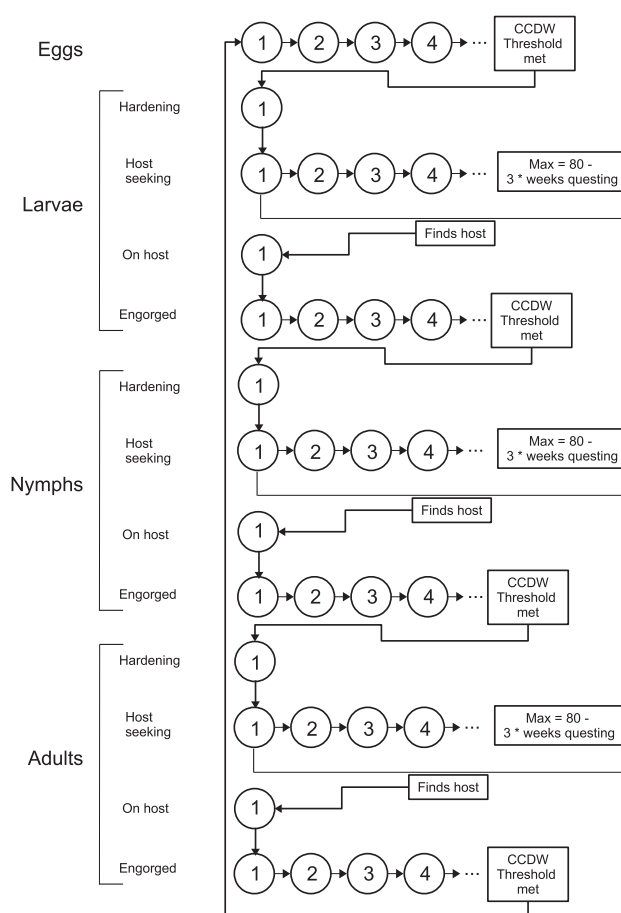 Eggs
1 2 3 4 ...
CCDW
Threshold
met
Larvae
Hardening
1
Host
seeking
1 2 3 4 ...
Max = 80 -
3 * weeks questing
Finds host
On host
1
Engorged
1 2 3 4 ...
CCDW
Threshold
met
Nymphs
Hardening
1
Host
seeking
1 2 3 4 ...
Max = 80 -
3 * weeks questing
Finds host
On host
1
Engorged
1 2 3 4 ...
CCDW
Threshold
met
Adults
Hardening
1
Host
seeking
1 2 3 4 ...
Max = 80 -
3 * weeks questing
Finds host
On host
1
Engorged
1 2 3 4 ...
CCDW
Threshold
met